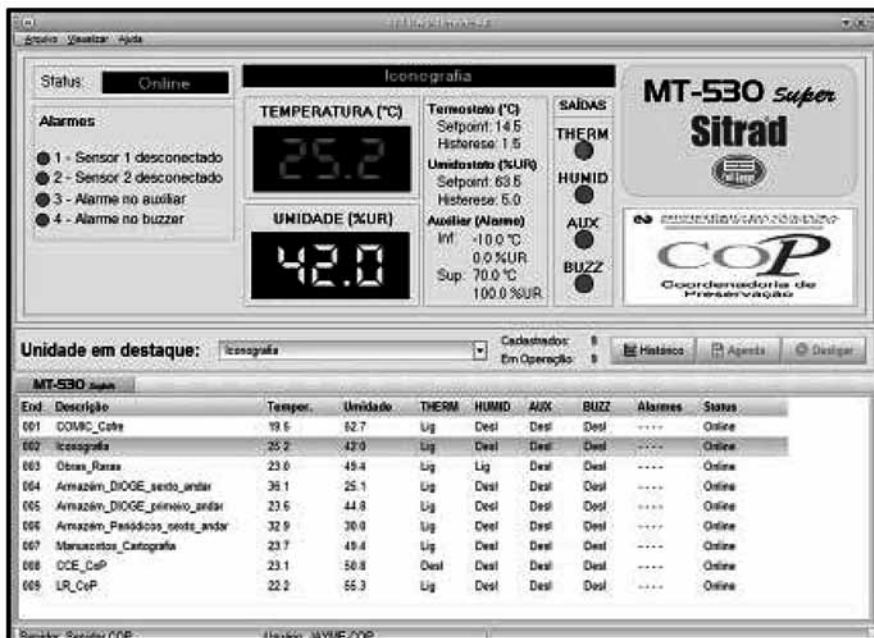 Arquivo Visualizar Ajuda
Status: Online
Alarmes
1 - Sensor 1 desconectado
2 - Sensor 2 desconectado
3 - Alarme no auxiliar
4 - Alarme no buzzer
Iconografia
TEMPERATURA (°C)
25.2
UNIDADE (%UR)
42.0
Termostato (°C)
Setpoint: 14.5
Histerese: 1.5
Umidostato (%UR)
Setpoint: 63.5
Histerese: 5.0
Auxiliar (Alarme)
Inf: -10.0 °C
0.0 %UR
Sup: 70.0 °C
100.0 %UR
SAÍDAS
THERM
HUMID
AUX
BUZZ
MT-530 Super
Sitrad
Full Gauge
CoP
Coordenadoria de
Preservação
Unidade em destaque: Iconografia
Cadastrados: 9
Em Operação: 9
Histórico Agenda Desligar
MT-530 Super
End Descrição Temper. Umidade THERM HUMID AUX BUZZ Alarmes Status
001 COMIC_Cofre 19.6 62.7 Lig Desl Desl Desl ---- Online
002 Iconografia 25.2 42.0 Lig Desl Desl Desl ---- Online
003 Obras_Raras 23.0 49.4 Lig Lig Desl Desl ---- Online
004 Armazém_DIOGE_sexto_andar 36.1 25.1 Lig Desl Desl Desl ---- Online
005 Armazém_DIOGE_primeiro_andar 23.6 44.8 Lig Desl Desl Desl ---- Online
006 Armazém_Periódicos_sexto_andar 32.9 30.0 Lig Desl Desl Desl ---- Online
007 Manuscritos_Cartografia 23.7 49.4 Lig Desl Desl Desl ---- Online
008 CCE_CoP 23.1 50.8 Desl Desl Desl Desl ---- Online
009 LR_CoP 22.2 55.3 Lig Desl Desl Desl ---- Online
Servidor: Servidor COP Usuário: JAYME-COP